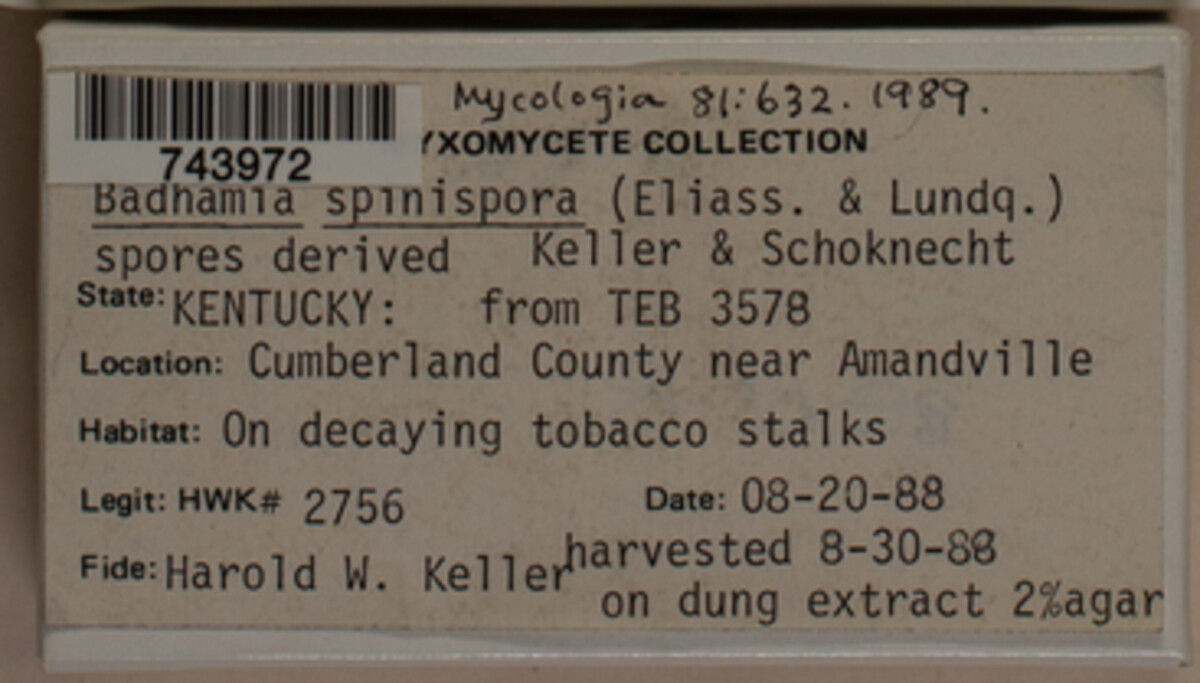 Mycologia 81:632. 1989.
YXOMYCETE COLLECTION
743972
Badhamia spinispora (Eliass. & Lundq.)
spores derived Keller & Schoknecht
State: KENTUCKY: from TEB 3578
Location: Cumberland County near Amandville
Habitat: On decaying tobacco stalks
Legit: HWK# 2756 Date: 08-20-88
Fide: Harold W. Keller harvested 8-30-88
on dung extract 2%agar